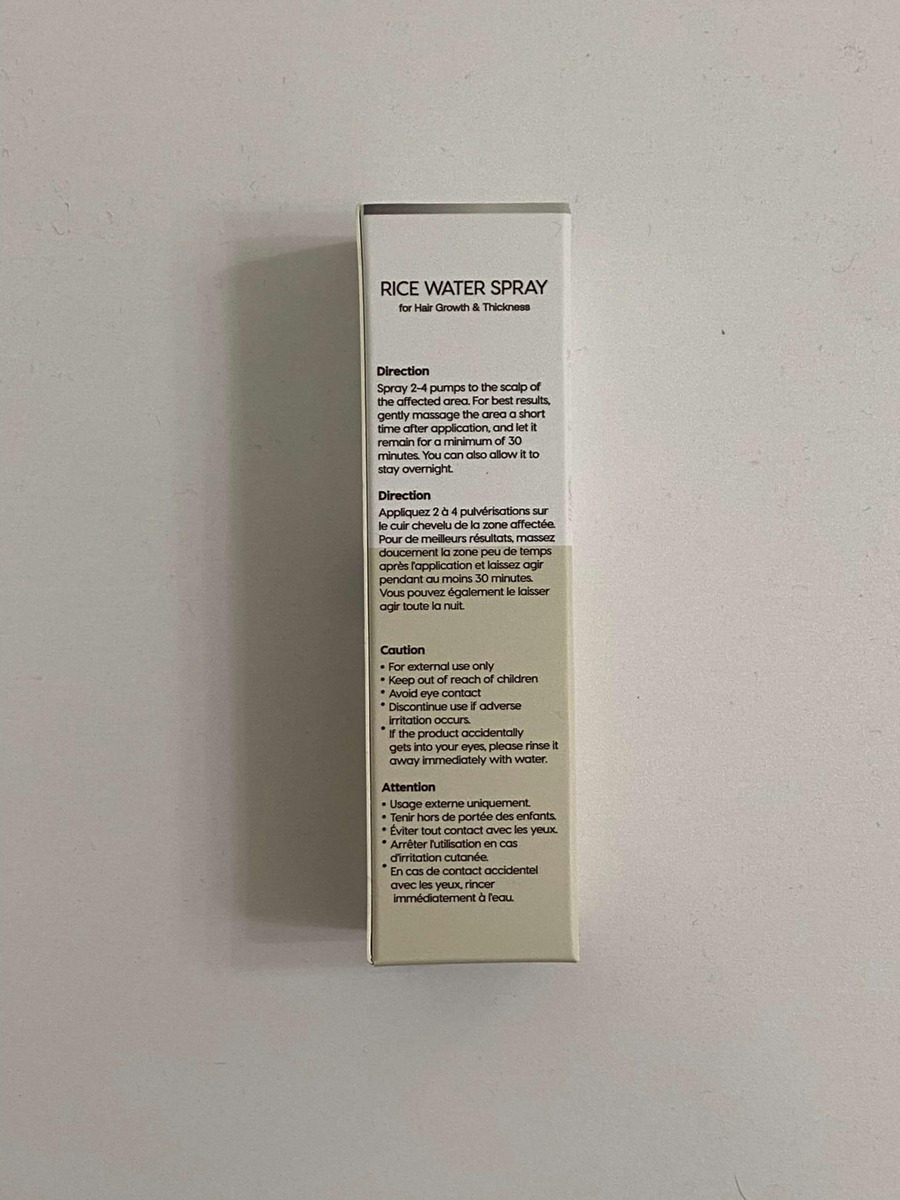 RICE WATER SPRAY
for Hair Growth & Thickness
Direction
Spray 2-4 pumps to the scalp of
the affected area. For best results,
gently massage the area a short
time after application, and let it
remain for a minimum of 30
minutes. You can also allow it to
stay overnight.
Direction
Appliquez 2 à 4 pulvérisations sur
le cuir chevelu de la zone affectée.
Pour de meilleurs résultats, massez
doucement la zone peu de temps
après l'application et laissez agir
pendant au moins 30 minutes.
Vous pouvez également le laisser
agir toute la nuit.
Caution
• For external use only
• Keep out of reach of children
• Avoid eye contact
• Discontinue use if adverse
irritation occurs.
• If the product accidentally
gets into your eyes, please rinse it
away immediately with water.
Attention
• Usage externe uniquement.
• Tenir hors de portée des enfants.
• Éviter tout contact avec les yeux.
• Arrêter l'utilisation en cas
d'irritation cutanée.
• En cas de contact accidentel
avec les yeux, rincer
immédiatement à l'eau.